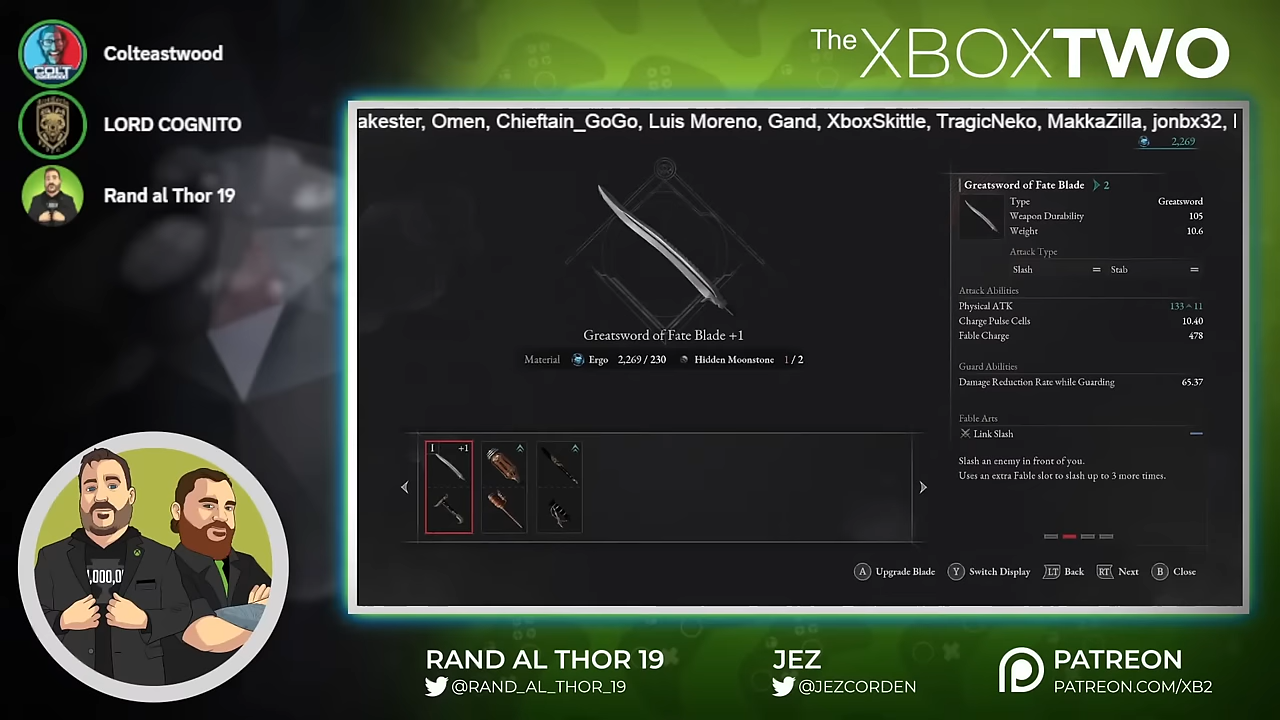 Colteastwood
LORD COGNITO
Rand al Thor 19
COLT
The XBOXTWO
akester, Omen, Chieftain_GoGo, Luis Moreno, Gand, XboxSkittle, TragicNeko, MakkaZilla, jonbx32,
2,269
Greatsword of Fate Blade +1
Material Ergo 2,269 / 230 Hidden Moonstone 1 / 2
I +1
Greatsword of Fate Blade 2
Type Greatsword
Weapon Durability 105
Weight 10.6
Attack Type
Slash = Stab =
Attack Abilities
Physical ATK 133 ^ 11
Charge Pulse Cells 10.40
Fable Charge 478
Guard Abilities
Damage Reduction Rate while Guarding 65.37
Fable Arts
Link Slash
Slash an enemy in front of you.
Uses an extra Fable slot to slash up to 3 more times.
A Upgrade Blade Y Switch Display LT Back RT Next B Close
,000,0
RAND AL THOR 19
@RAND_AL_THOR_19
JEZ
@JEZCORDEN
PATREON
PATREON.COM/XB2